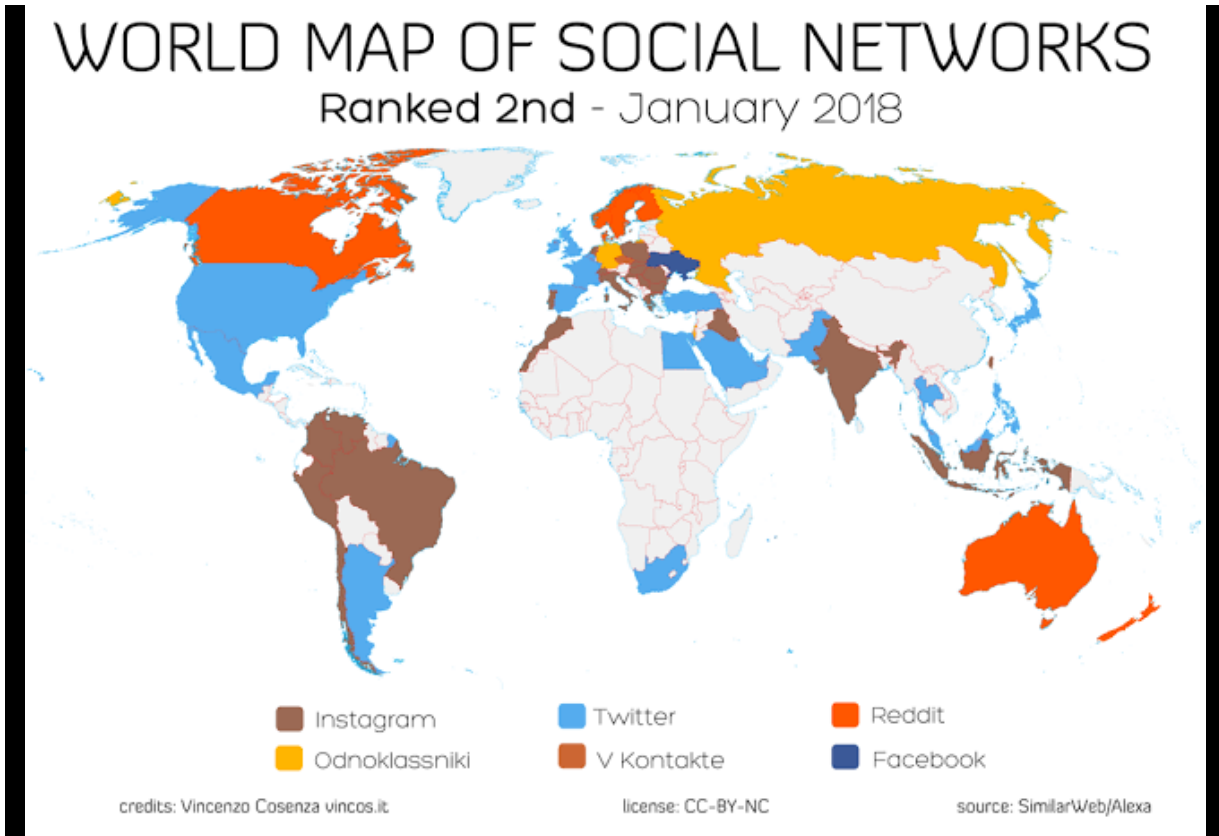 WORLD MAP OF SOCIAL NETWORKS
Ranked 2nd - January 2018
Instagram
Twitter
Reddit
Odnoklassniki
V Kontakte
Facebook
credits: Vincenzo Cosenza vincos.it
license: CC-BY-NC
source: SimilarWeb/Alexa